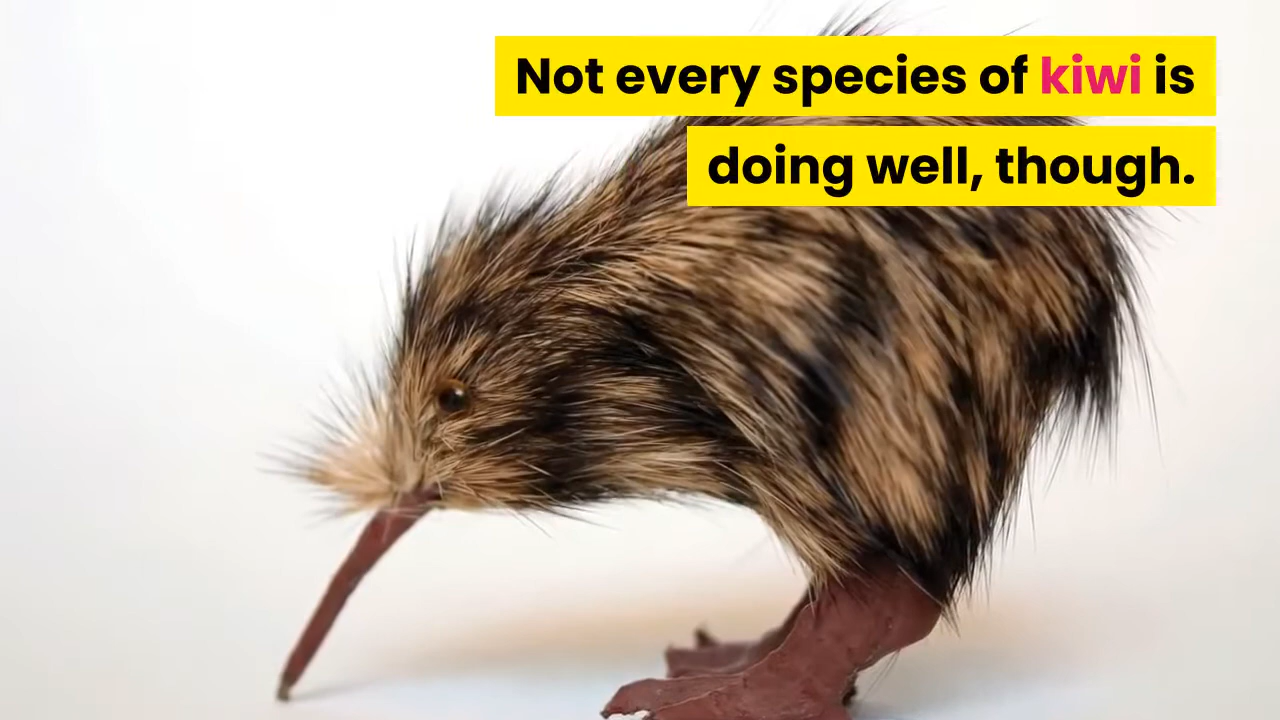 Not every species of kiwi is
doing well, though.